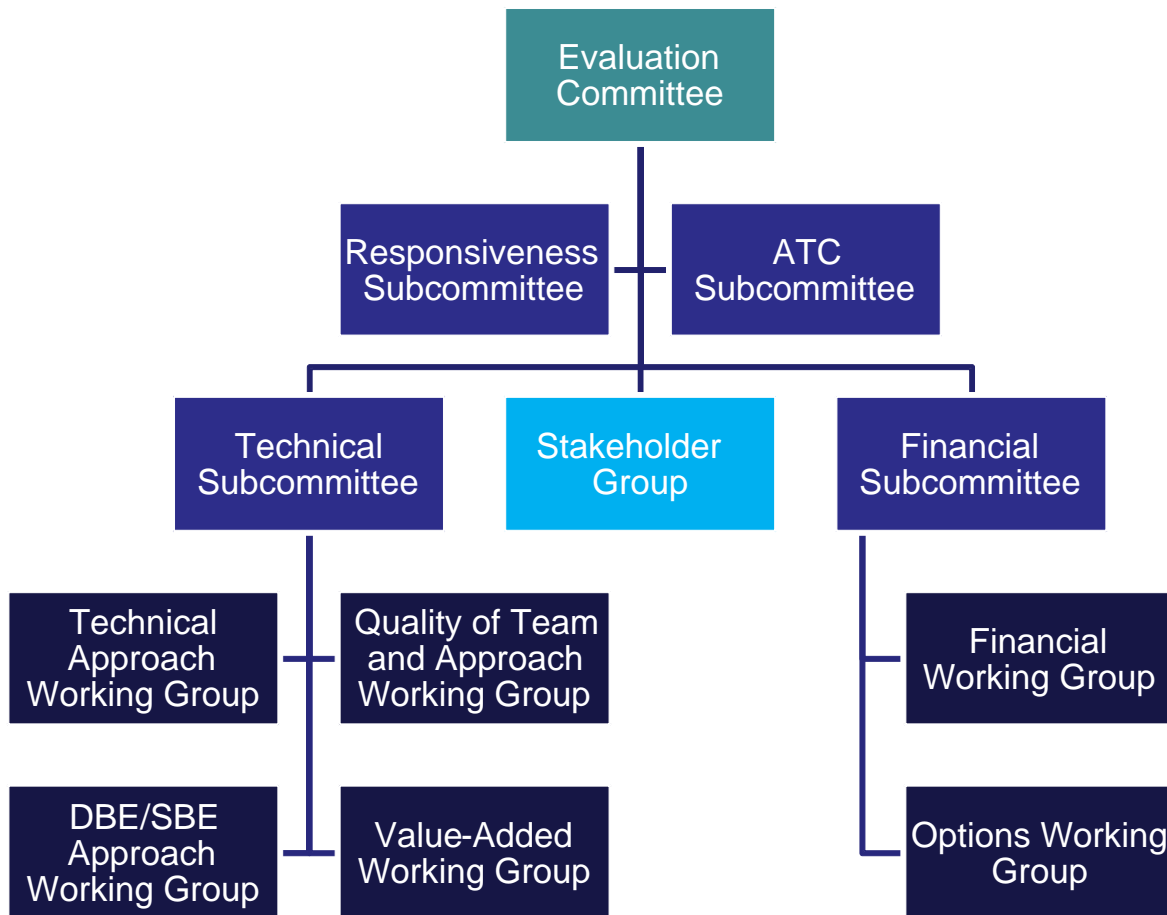 Evaluation
Committee
Responsiveness
Subcommittee
ATC
Subcommittee
Technical
Subcommittee
Stakeholder
Group
Financial
Subcommittee
Technical
Approach
Working Group
Quality of Team
and Approach
Working Group
Financial
Working Group
DBE/SBE
Approach
Working Group
Value-Added
Working Group
Options Working
Group